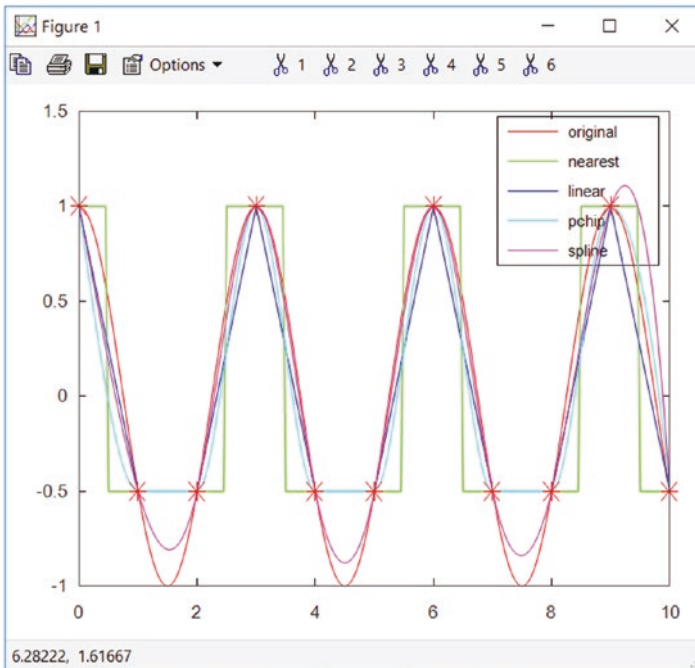 Figure 1
Options 1 2 3 4 5 6
1.5
1
0.5
0
-0.5
-1
0 2 4 6 8 10
original
nearest
linear
pchip
spline
6.28222, 1.61667